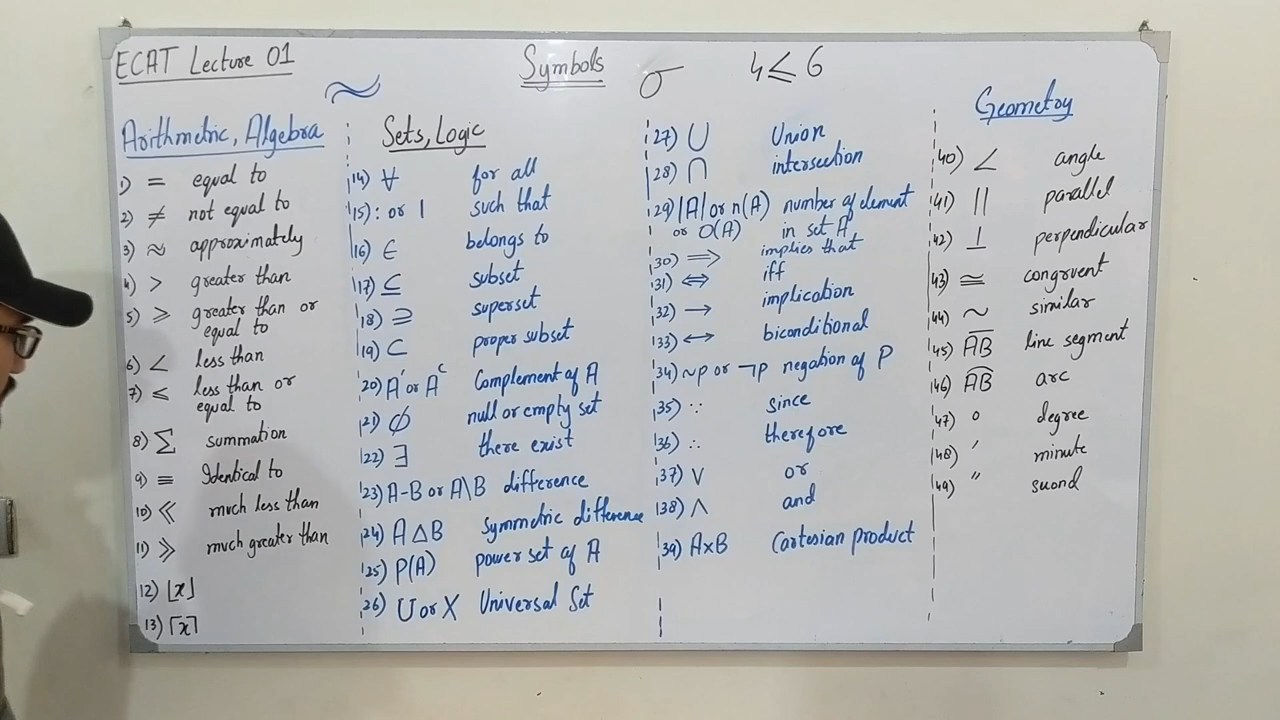 ECAT Lecture 01
Symbols
σ
4 ≤ 6
≈
Arithmetric, Algebra
1) = equal to
2) ≠ not equal to
3) ≈ approximately
4) > greater than
5) ≥ greater than or
equal to
6) < less than
7) ≤ less than or
equal to
8) ∑ summation
9) ≡ Identical to
10) ≪ much less than
11) ≫ much greater than
12) ⌊x⌋
13) ⌈x⌉
Sets, Logic
14) ∀ for all
15) : or | such that
16) ∈ belongs to
17) ⊆ subset
18) ⊇ superset
19) ⊂ proper subset
20) A' or Aᶜ Complement of A
21) ∅ null or empty set
22) ∃ there exist
23) A-B or A\B difference
24) A △ B Symmetric difference
25) P(A) power set of A
26) U or X Universal Set
27) ∪ Union
28) ∩ intersection
29) |A| or n(A) number of element
or O(A) in set A
30) ⟹ implies that
31) ⟺ iff
32) → implication
33) ↔ biconditional
34) ~p or ¬p negation of P
35) ∵ since
36) ∴ therefore
37) ∨ or
38) ∧ and
39) A×B Cartesian product
Geometry
40) ∠ angle
41) || parallel
42) ⊥ perpendicular
43) ≅ congruent
44) ~ similar
45) A̅B̅ line segment
46) A͡B arc
47) ° degree
48) ′ minute
49) ″ second